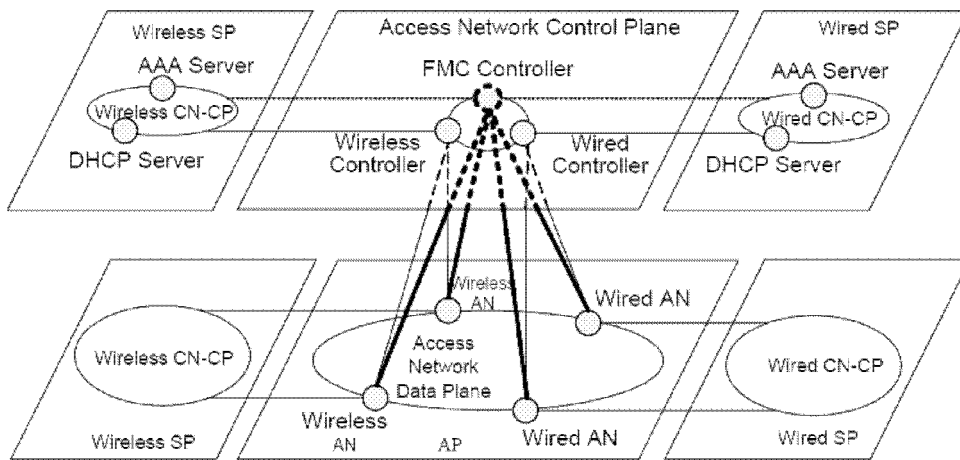 Wireless SP
Access Network Control Plane
Wired SP
AAA Server
FMC Controller
AAA Server
Wireless CN-CP
Wired CN-CP
DHCP Server
Wireless
Controller
Wired
Controller
DHCP Server
Wireless
AN
Wired AN
Wireless CN-CP
Access
Network
Data Plane
Wired CN-CP
Wireless SP
Wireless
AN
AP
Wired AN
Wired SP